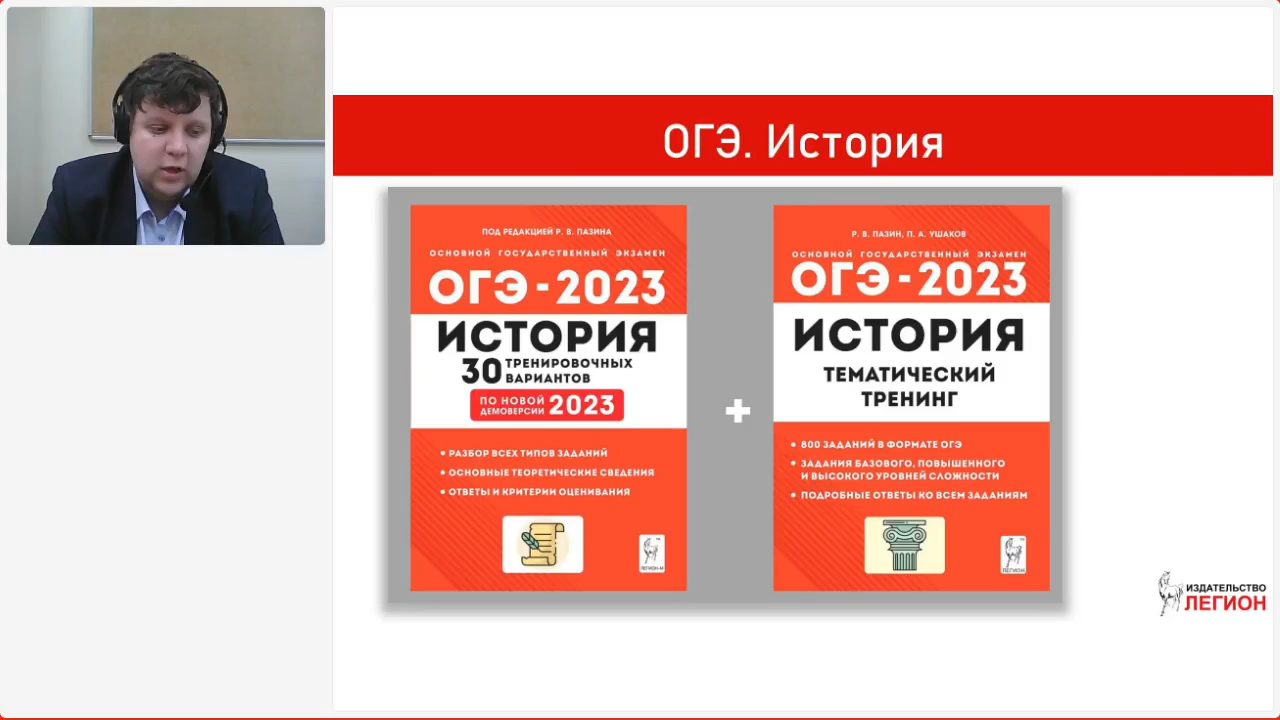 ОГЭ. История
ПОД РЕДАКЦИЕЙ Р. В. ПАЗИНА
ОСНОВНОЙ ГОСУДАРСТВЕННЫЙ ЭКЗАМЕН
ОГЭ - 2023
ИСТОРИЯ
30 ТРЕНИРОВОЧНЫХ
ВАРИАНТОВ
ПО НОВОЙ
ДЕМОВЕРСИИ 2023
• РАЗБОР ВСЕХ ТИПОВ ЗАДАНИЙ
• ОСНОВНЫЕ ТЕОРЕТИЧЕСКИЕ СВЕДЕНИЯ
• ОТВЕТЫ И КРИТЕРИИ ОЦЕНИВАНИЯ
ЛЕГИОН-М
+
Р. В. ПАЗИН, П. А. УШАКОВ
ОСНОВНОЙ ГОСУДАРСТВЕННЫЙ ЭКЗАМЕН
ОГЭ - 2023
ИСТОРИЯ
ТЕМАТИЧЕСКИЙ
ТРЕНИНГ
• 800 ЗАДАНИЙ В ФОРМАТЕ ОГЭ
• ЗАДАНИЯ БАЗОВОГО, ПОВЫШЕННОГО
И ВЫСОКОГО УРОВНЕЙ СЛОЖНОСТИ
• ПОДРОБНЫЕ ОТВЕТЫ КО ВСЕМ ЗАДАНИЯМ
ЛЕГИОН
ИЗДАТЕЛЬСТВО
ЛЕГИОН